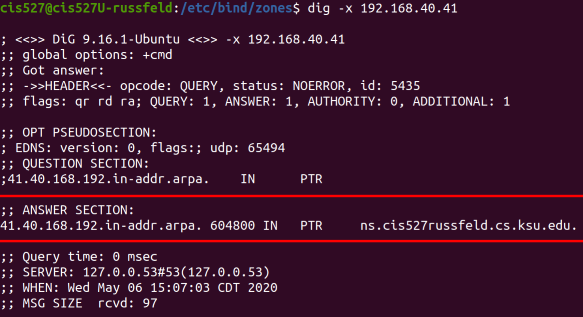 cis527@cis527U-russfeld:/etc/bind/zones$ dig -x 192.168.40.41
; <<>> DiG 9.16.1-Ubuntu <<>> -x 192.168.40.41
;; global options: +cmd
;; Got answer:
;; ->>HEADER<<- opcode: QUERY, status: NOERROR, id: 5435
;; flags: qr rd ra; QUERY: 1, ANSWER: 1, AUTHORITY: 0, ADDITIONAL: 1
;; OPT PSEUDOSECTION:
; EDNS: version: 0, flags:; udp: 65494
;; QUESTION SECTION:
;41.40.168.192.in-addr.arpa. IN PTR
;; ANSWER SECTION:
41.40.168.192.in-addr.arpa. 604800 IN PTR ns.cis527russfeld.cs.ksu.edu.
;; Query time: 0 msec
;; SERVER: 127.0.0.53#53(127.0.0.53)
;; WHEN: Wed May 06 15:07:03 CDT 2020
;; MSG SIZE rcvd: 97